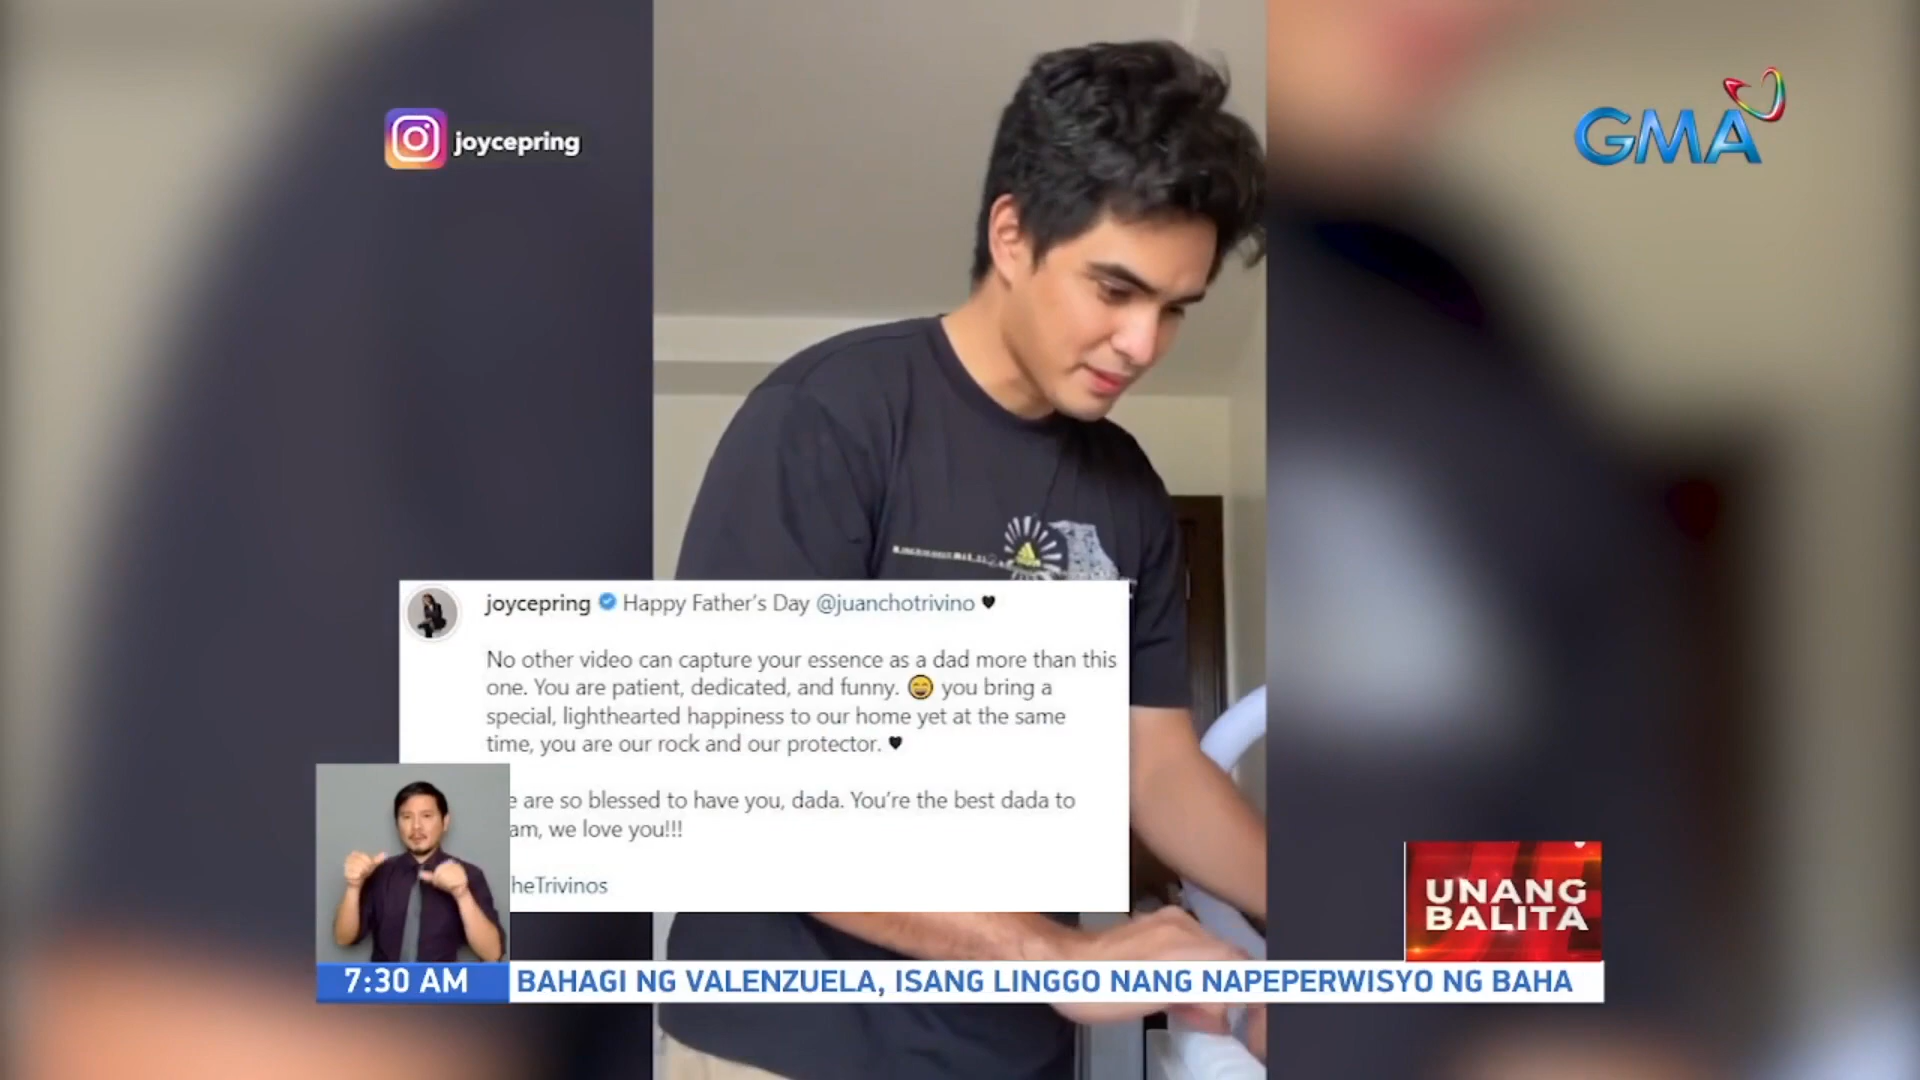 joycepring
GMA
joycepring Happy Father's Day @juanchotrivino 🖤
No other video can capture your essence as a dad more than this
one. You are patient, dedicated, and funny. 😄 you bring a
special, lighthearted happiness to our home yet at the same
time, you are our rock and our protector. 🖤
e are so blessed to have you, dada. You're the best dada to
am, we love you!!!
heTrivinos
UNANG
BALITA
7:30 AM
BAHAGI NG VALENZUELA, ISANG LINGGO NANG NAPEPERWISYO NG BAHA